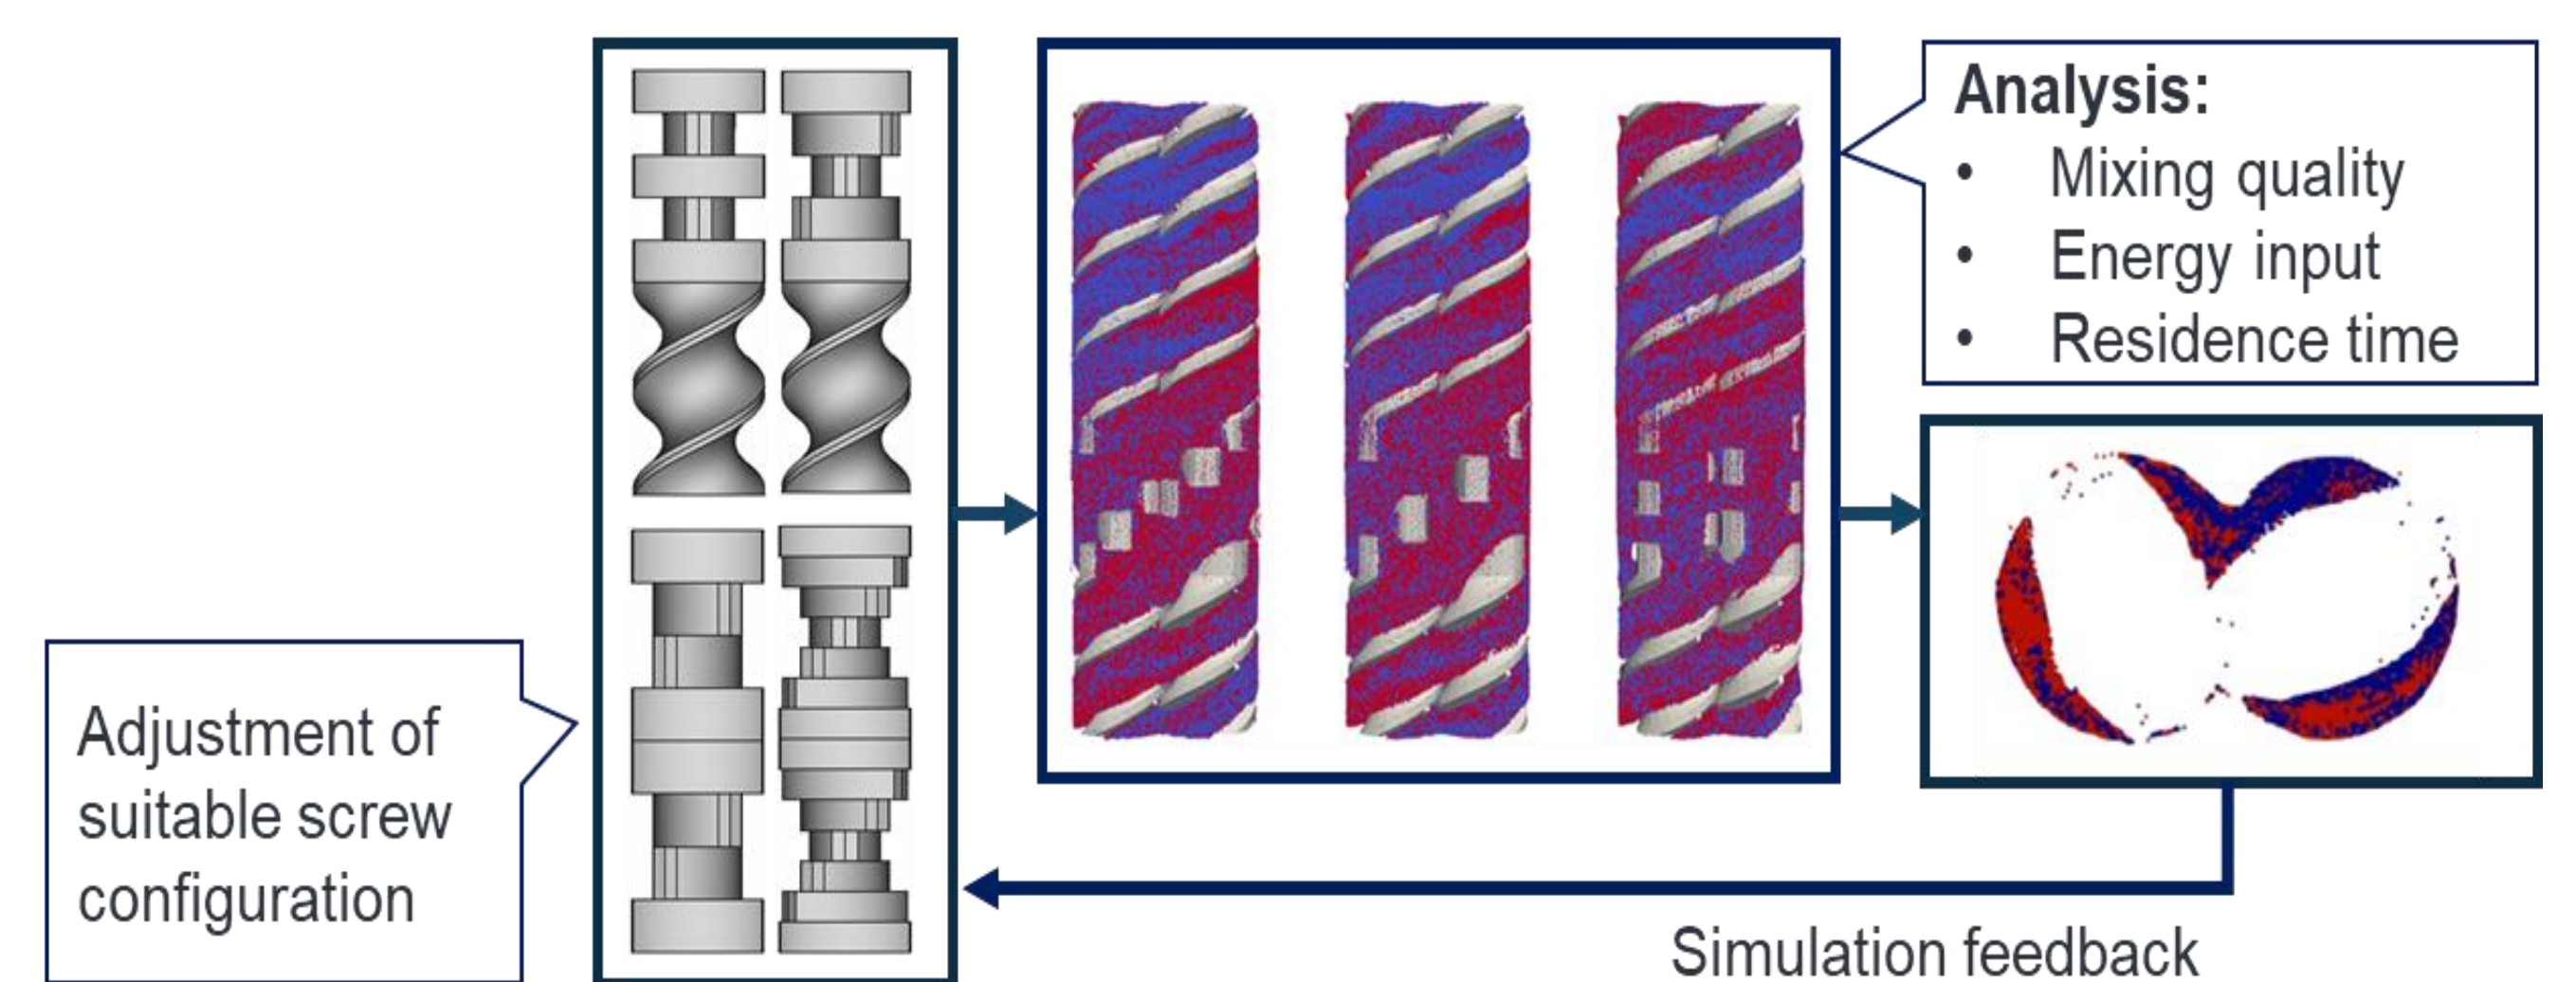 Analysis:
• Mixing quality
• Energy input
• Residence time
Adjustment of
suitable screw
configuration
Simulation feedback